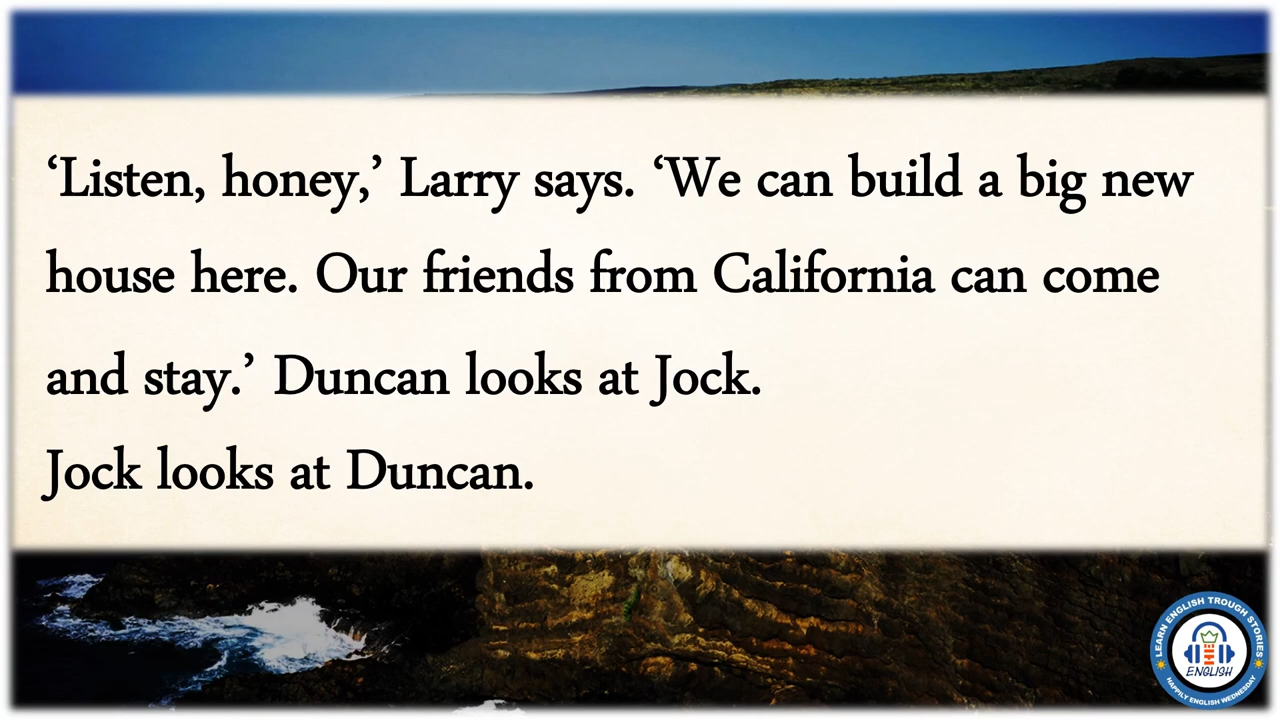 ‘Listen, honey,’ Larry says. ‘We can build a big new
house here. Our friends from California can come
and stay.’ Duncan looks at Jock.
Jock looks at Duncan.
LEARN ENGLISH TROUGH STORIES
ENGLISH
HAPPILY ENGLISH WEDNESDAY